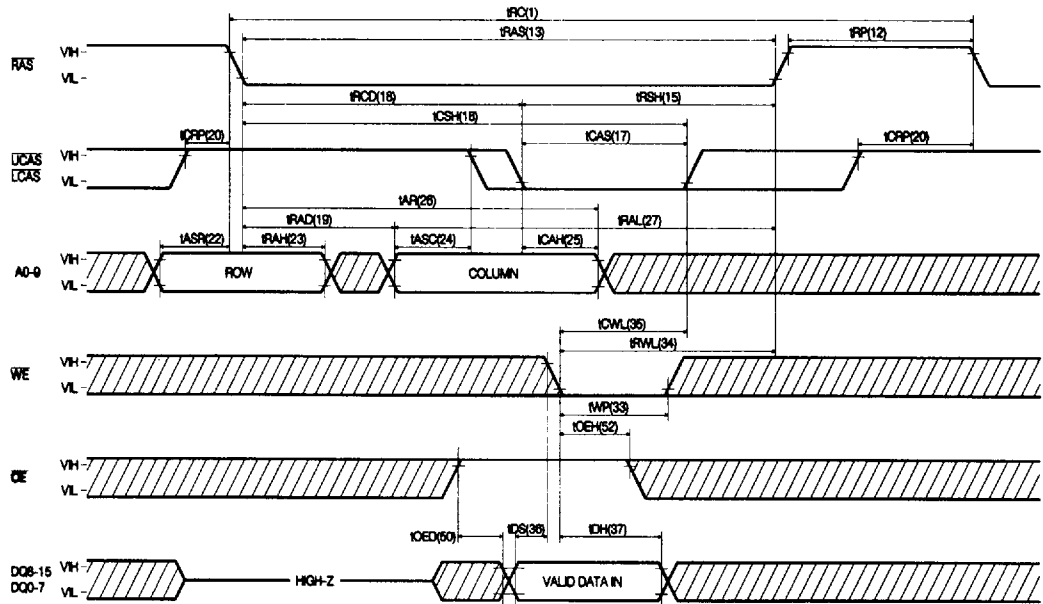 tRC(1)
tRAS(13)
tRP(12)
RAS
VIH
VIL
tRCD(18)
tRSH(15)
tCSH(16)
tCRP(20)
tCAS(17)
tCRP(20)
UCAS
LCAS
VIH
VIL
tAR(26)
tRAD(19)
tRAL(27)
tASR(22)
tRAH(23)
tASC(24)
tCAH(25)
A0-9
VIH
VIL
ROW
COLUMN
tCWL(35)
tRWL(34)
WE
VIH
VIL
tWP(33)
tOEH(52)
OE
VIH
VIL
tOED(50)
tDS(36)
tDH(37)
DQ8-15
DQ0-7
VIH
VIL
HIGH-Z
VALID DATA IN